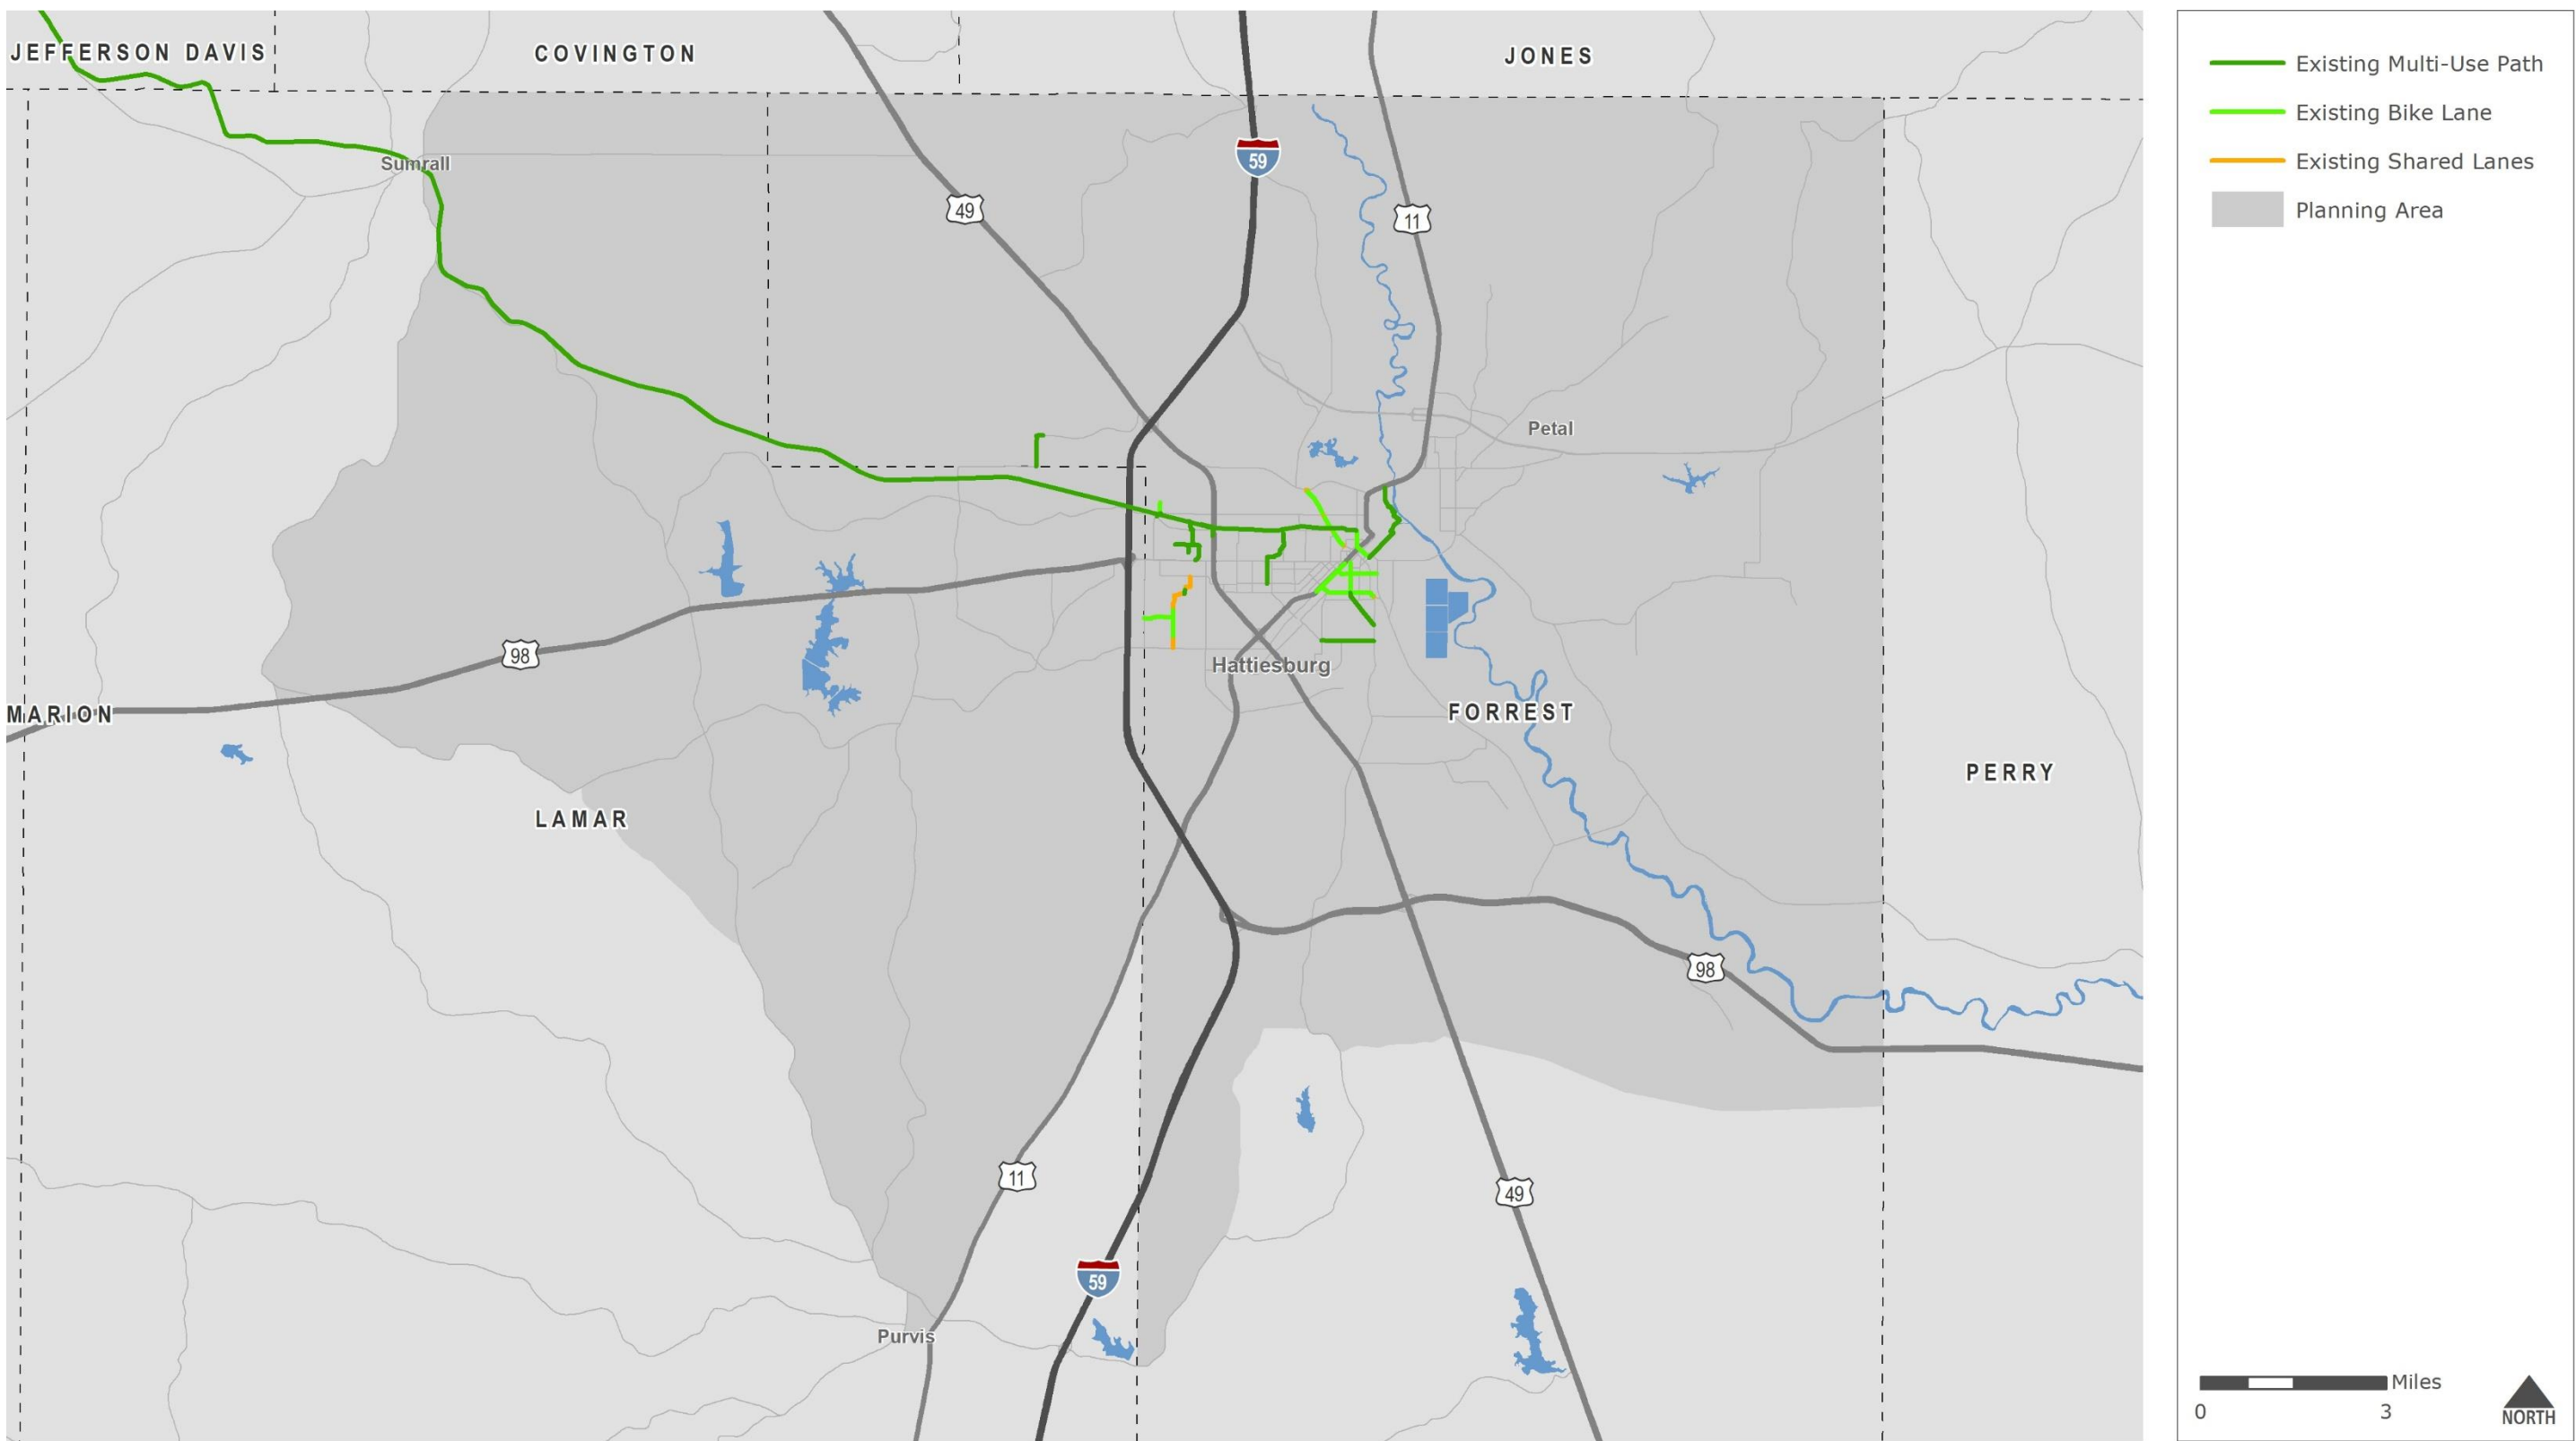 JEFFERSON DAVIS
COVINGTON
JONES
Sumrall
59
49
11
Petal
98
Hattiesburg
MARION
FORREST
PERRY
LAMAR
98
11
49
59
Purvis
Existing Multi-Use Path
Existing Bike Lane
Existing Shared Lanes
Planning Area
Miles
0 3
NORTH